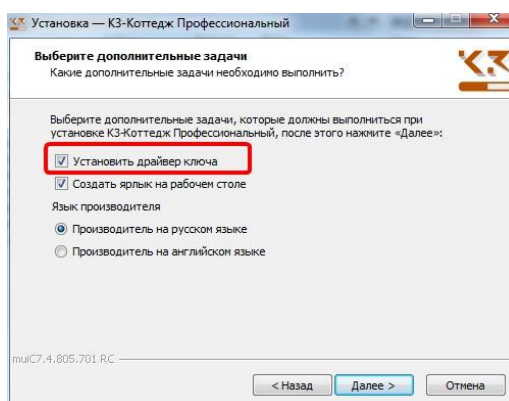 Установка — К3-Коттедж Профессиональный
Выберите дополнительные задачи
Какие дополнительные задачи необходимо выполнить?
К3
Выберите дополнительные задачи, которые должны выполниться при
установке К3-Коттедж Профессиональный, после этого нажмите «Далее»:
Установить драйвер ключа
Создать ярлык на рабочем столе
Язык производителя
Производитель на русском языке
Производитель на английском языке
muiC7.4.805.701 RC
< Назад
Далее >
Отмена